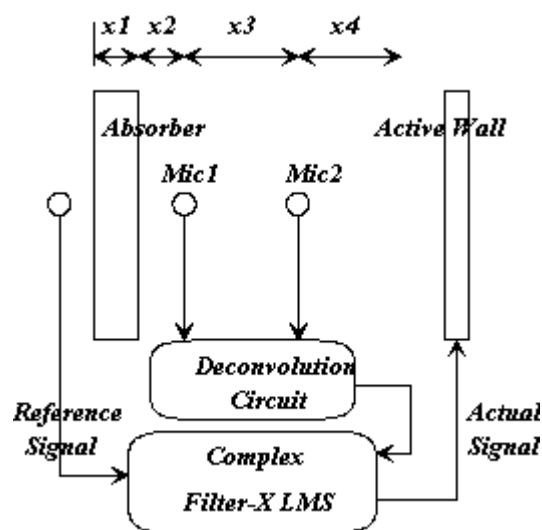 x1 x2 x3 x4
Absorber
Active Wall
Mic1
Mic2
Deconvolution
Circuit
Reference
Signal
Actual
Signal
Complex
Filter-X LMS